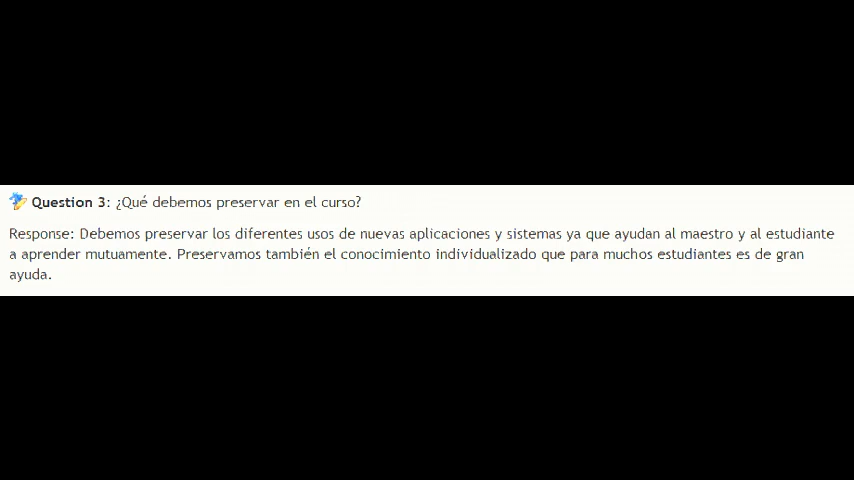 Question 3: ¿Qué debemos preservar en el curso?
Response: Debemos preservar los diferentes usos de nuevas aplicaciones y sistemas ya que ayudan al maestro y al estudiante
a aprender mutuamente. Preservamos también el conocimiento individualizado que para muchos estudiantes es de gran
ayuda.